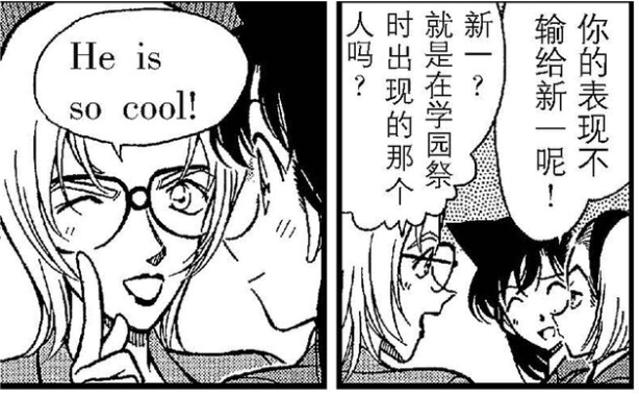 你的表现不
输给新一呢！
新一？
就是在学园祭
时出现的那个
人吗？
He is
so cool!